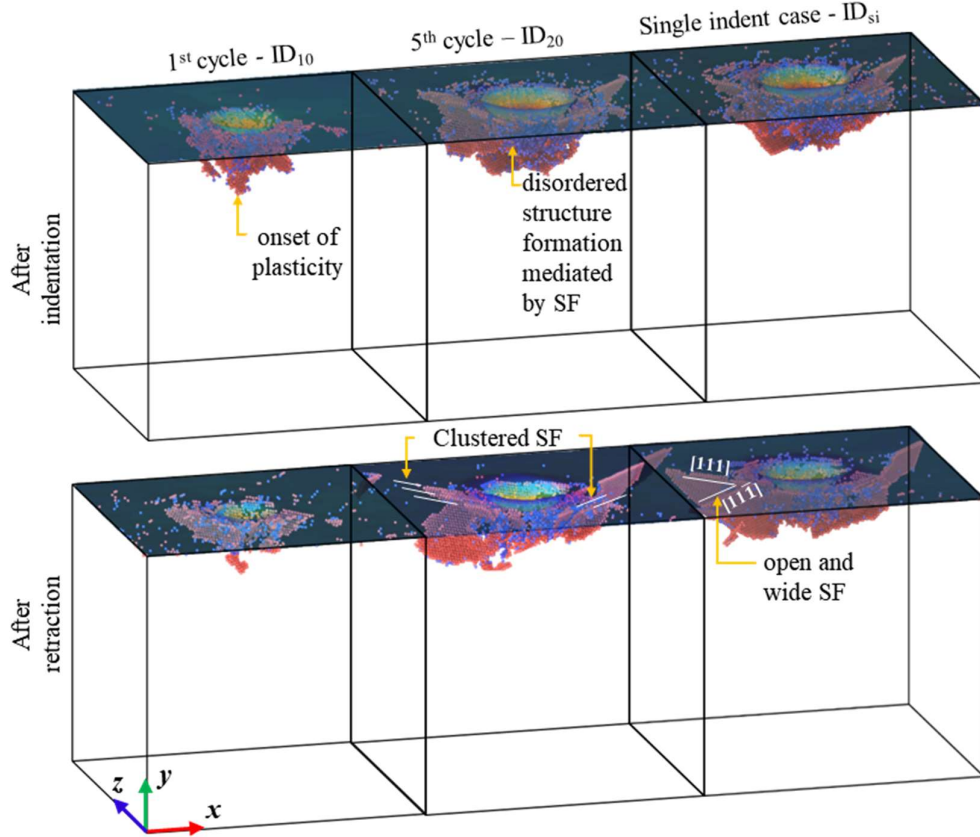 1st cycle - ID10
5th cycle – ID20
Single indent case - IDsi
After
indentation
onset of
plasticity
disordered
structure
formation
mediated
by SF
After
retraction
Clustered SF
[111]
[111̄]
open and
wide SF
y
z
x